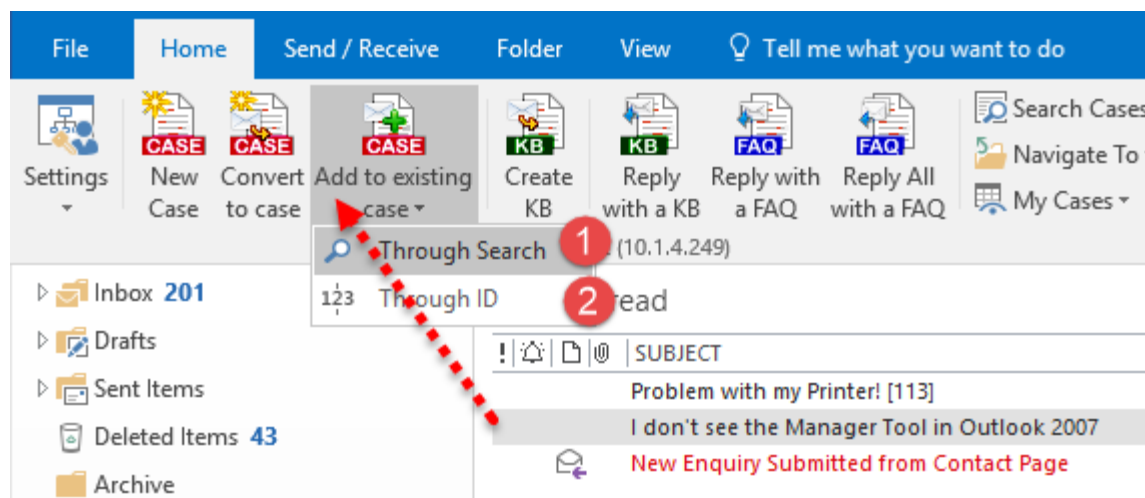 File Home Send / Receive Folder View Tell me what you want to do
CASE CASE CASE KB KB FAQ FAQ Search Cases
Settings New Convert Add to existing Create Reply Reply with Reply All Navigate To
Case to case case KB with a KB a FAQ with a FAQ My Cases
Through Search 1 (10.1.4.249)
123 Through ID 2 read
Inbox 201
Drafts
! SUBJECT
Sent Items Problem with my Printer! [113]
Deleted Items 43 I don't see the Manager Tool in Outlook 2007
New Enquiry Submitted from Contact Page
Archive